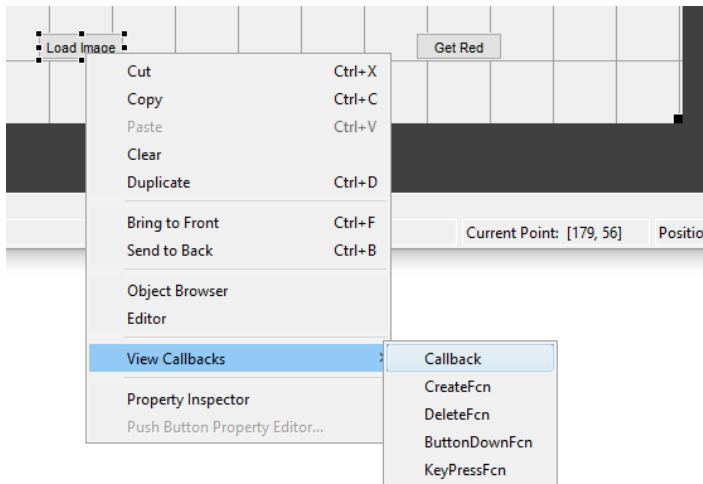 Load Image
Get Red
Cut Ctrl+X
Copy Ctrl+C
Paste Ctrl+V
Clear
Duplicate Ctrl+D
Bring to Front Ctrl+F
Send to Back Ctrl+B
Current Point: [179, 56] Positio
Object Browser
Editor
View Callbacks
Callback
CreateFcn
Property Inspector
DeleteFcn
Push Button Property Editor...
ButtonDownFcn
KeyPressFcn